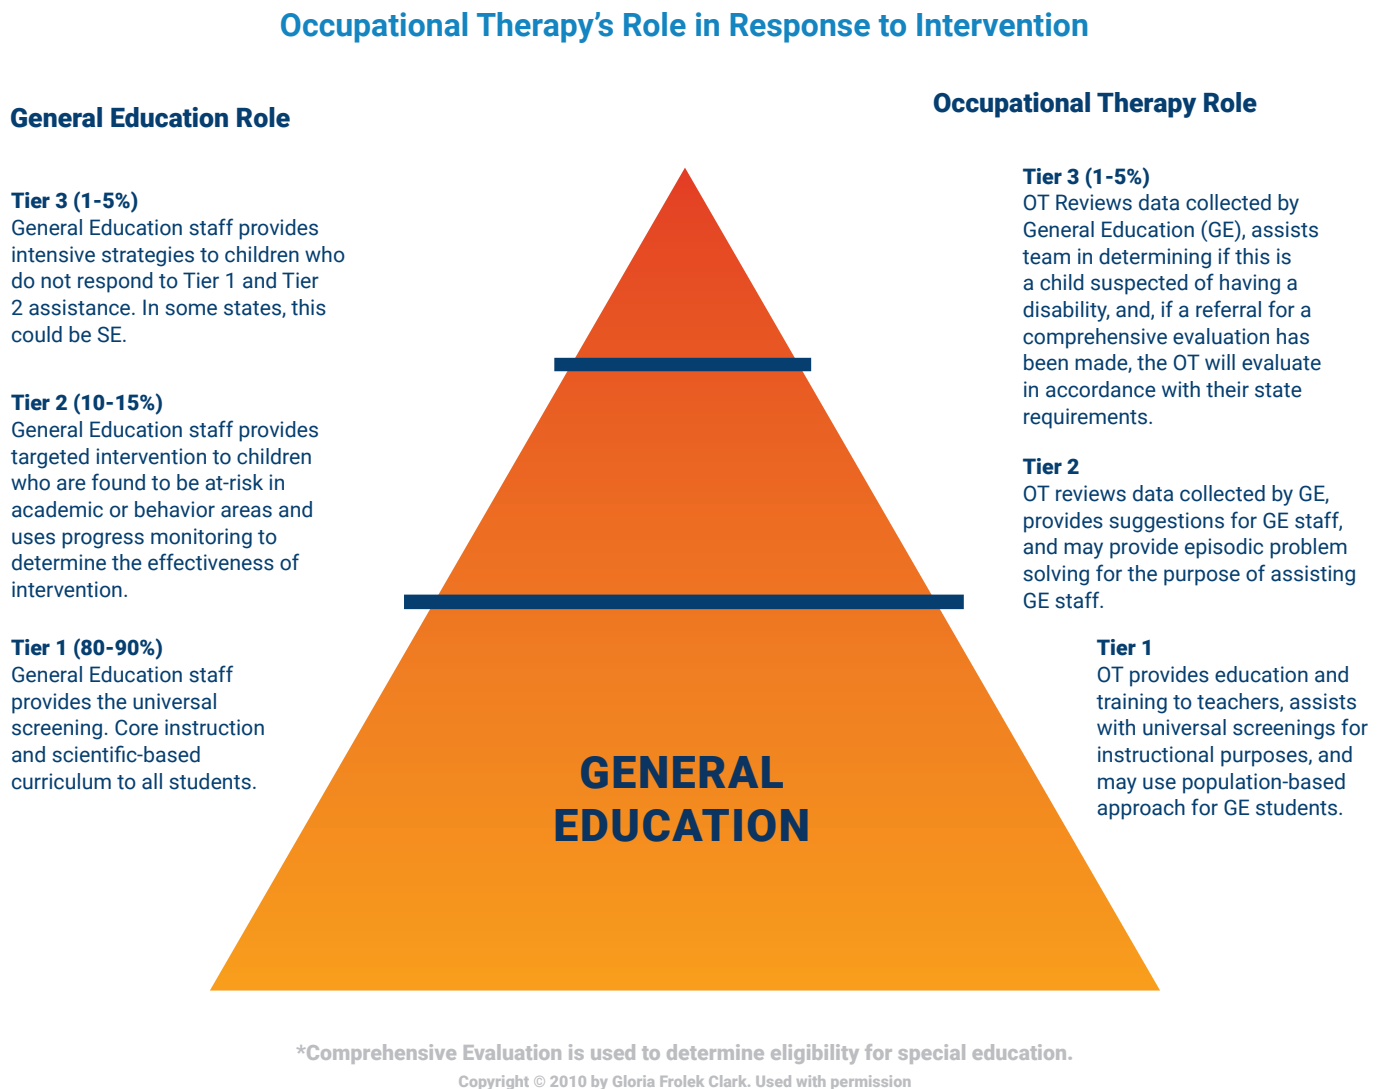 Occupational Therapy's Role in Response to Intervention
General Education Role
Tier 3 (1-5%)
General Education staff provides
intensive strategies to children who
do not respond to Tier 1 and Tier
2 assistance. In some states, this
could be SE.
Tier 2 (10-15%)
General Education staff provides
targeted intervention to children
who are found to be at-risk in
academic or behavior areas and
uses progress monitoring to
determine the effectiveness of
intervention.
Tier 1 (80-90%)
General Education staff
provides the universal
screening. Core instruction
and scientific-based
curriculum to all students.
GENERAL
EDUCATION
Occupational Therapy Role
Tier 3 (1-5%)
OT Reviews data collected by
General Education (GE), assists
team in determining if this is
a child suspected of having a
disability, and, if a referral for a
comprehensive evaluation has
been made, the OT will evaluate
in accordance with their state
requirements.
Tier 2
OT reviews data collected by GE,
provides suggestions for GE staff,
and may provide episodic problem
solving for the purpose of assisting
GE staff.
Tier 1
OT provides education and
training to teachers, assists
with universal screenings for
instructional purposes, and
may use population-based
approach for GE students.
*Comprehensive Evaluation is used to determine eligibility for special education.
Copyright © 2010 by Gloria Frolek Clark. Used with permission